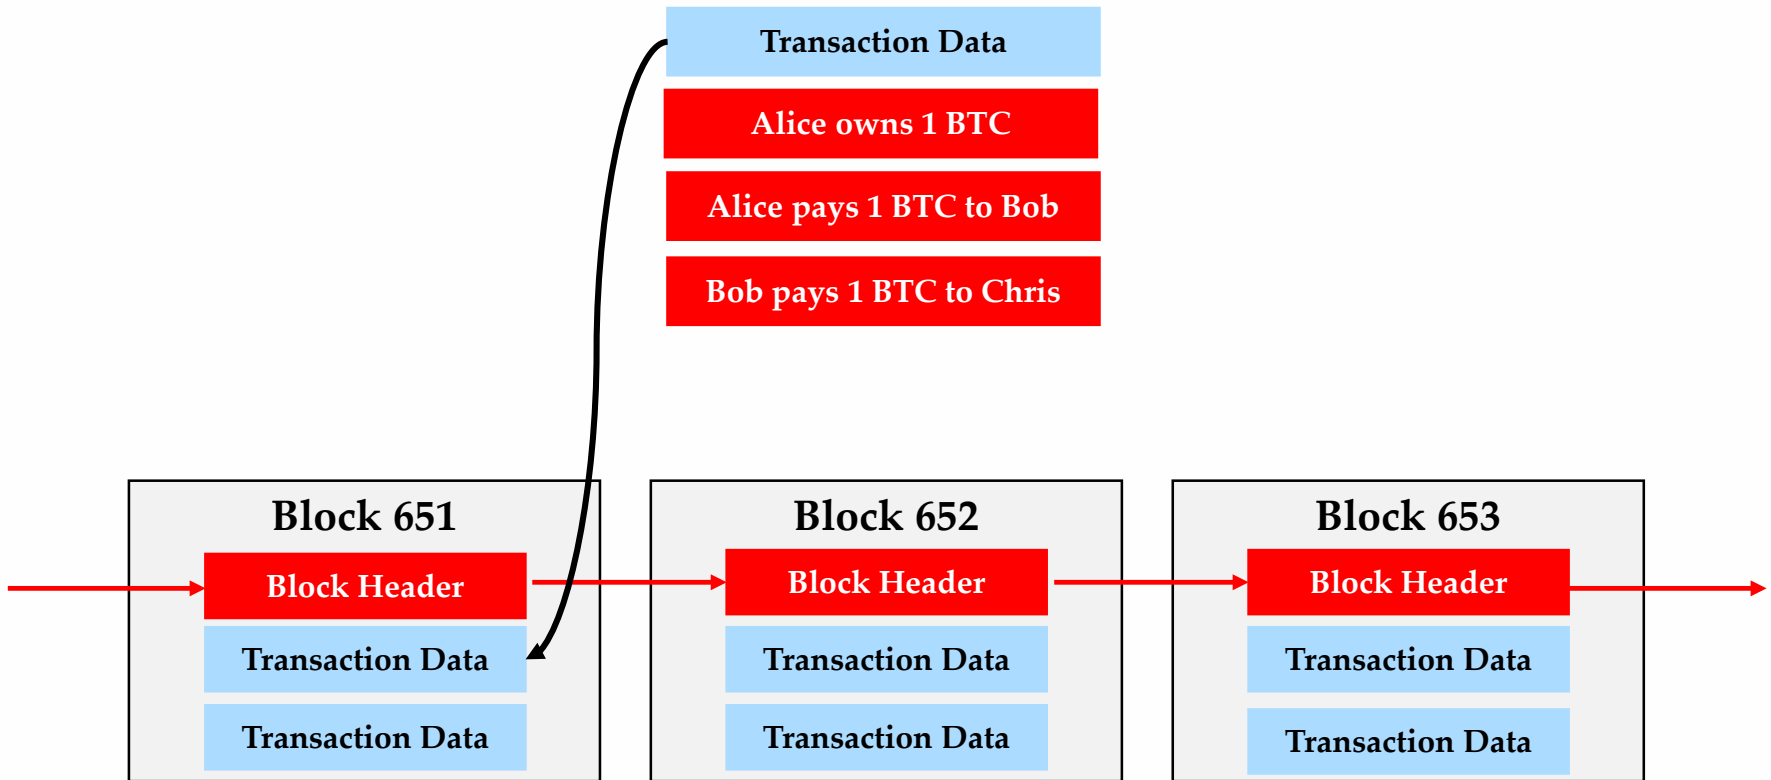 Transaction Data
Alice owns 1 BTC
Alice pays 1 BTC to Bob
Bob pays 1 BTC to Chris
Block 651
Block Header
Transaction Data
Transaction Data
Block 652
Block Header
Transaction Data
Transaction Data
Block 653
Block Header
Transaction Data
Transaction Data